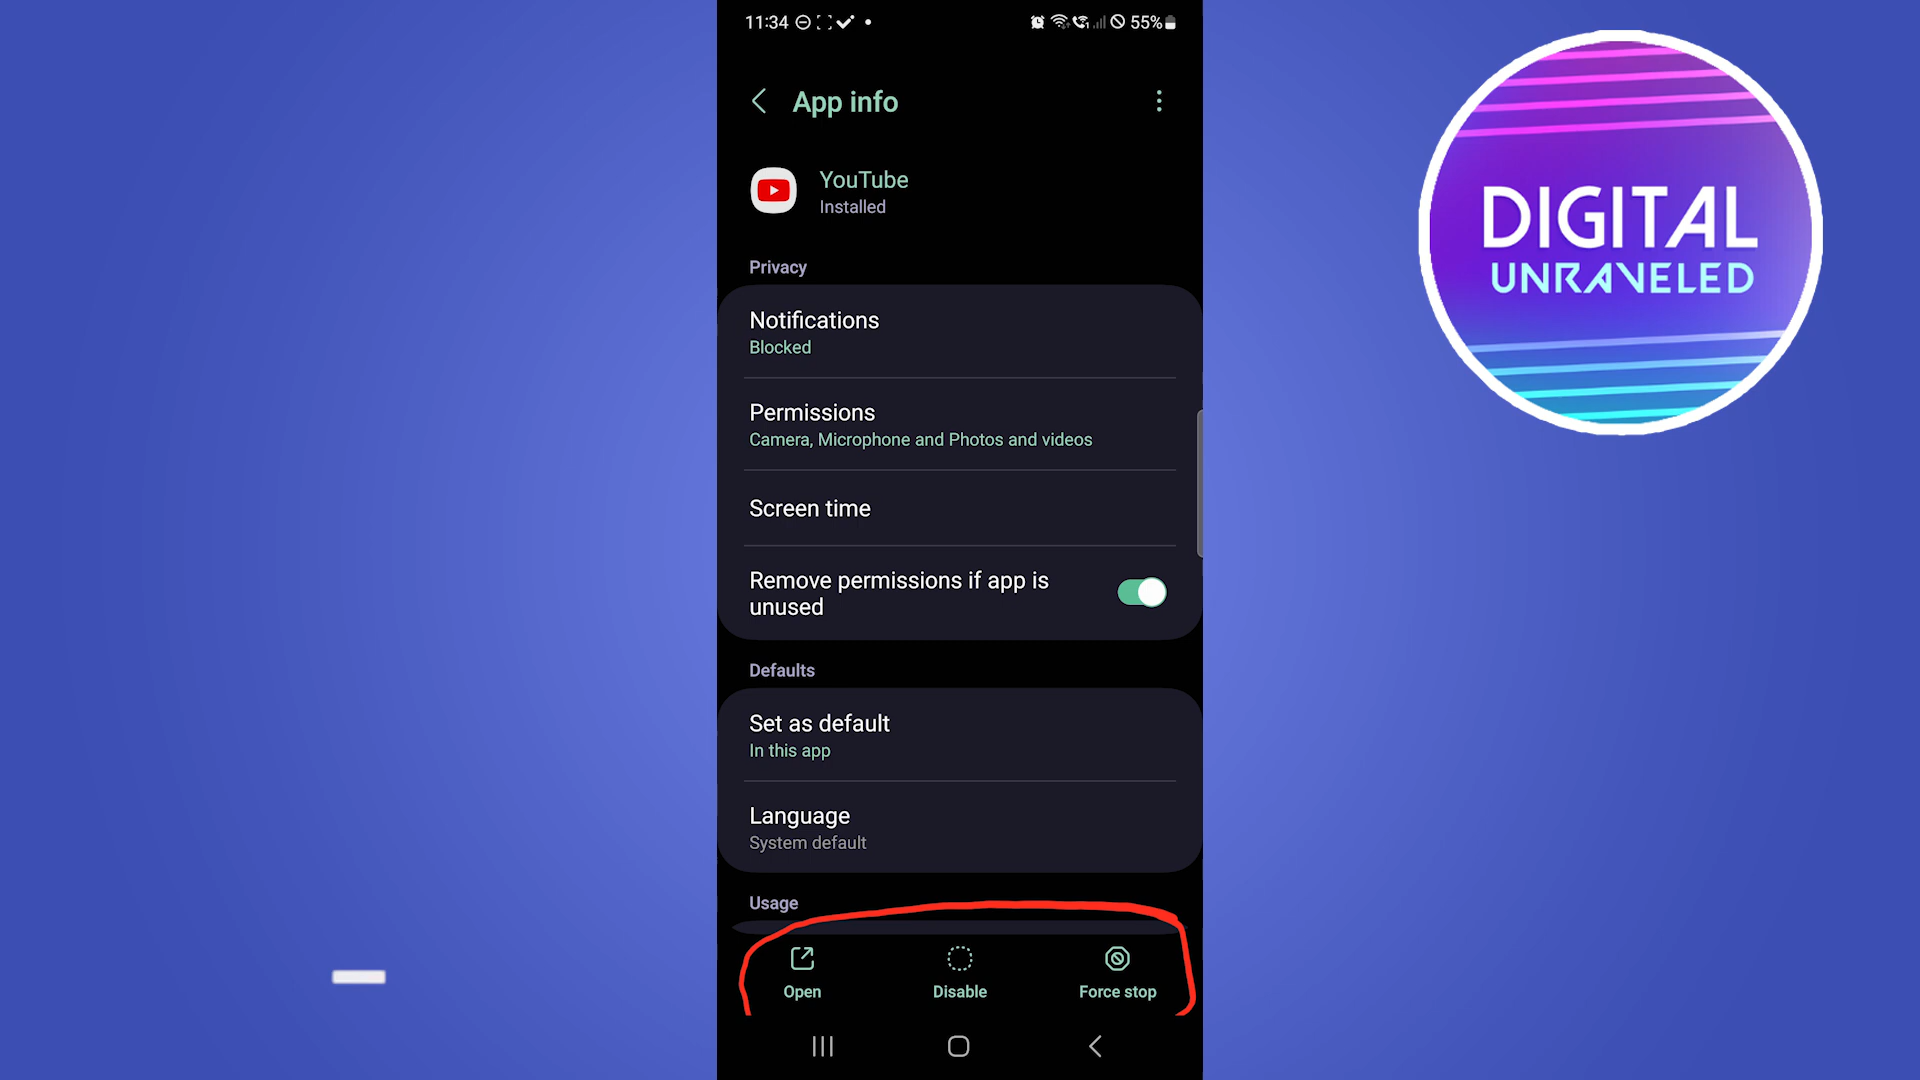 11:34
55%
App info
YouTube
Installed
Privacy
Notifications
Blocked
Permissions
Camera, Microphone and Photos and videos
Screen time
Remove permissions if app is
unused
Defaults
Set as default
In this app
Language
System default
Usage
Open
Disable
Force stop
DIGITAL
UNRAVELED